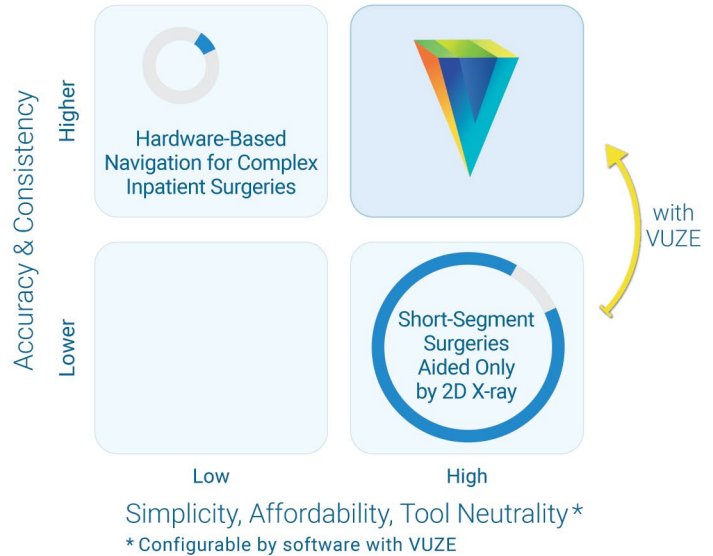 Accuracy & Consistency
Higher
Hardware-Based
Navigation for Complex
Inpatient Surgeries
with
VUZE
Lower
Short-Segment
Surgeries
Aided Only
by 2D X-ray
Low
High
Simplicity, Affordability, Tool Neutrality*
* Configurable by software with VUZE